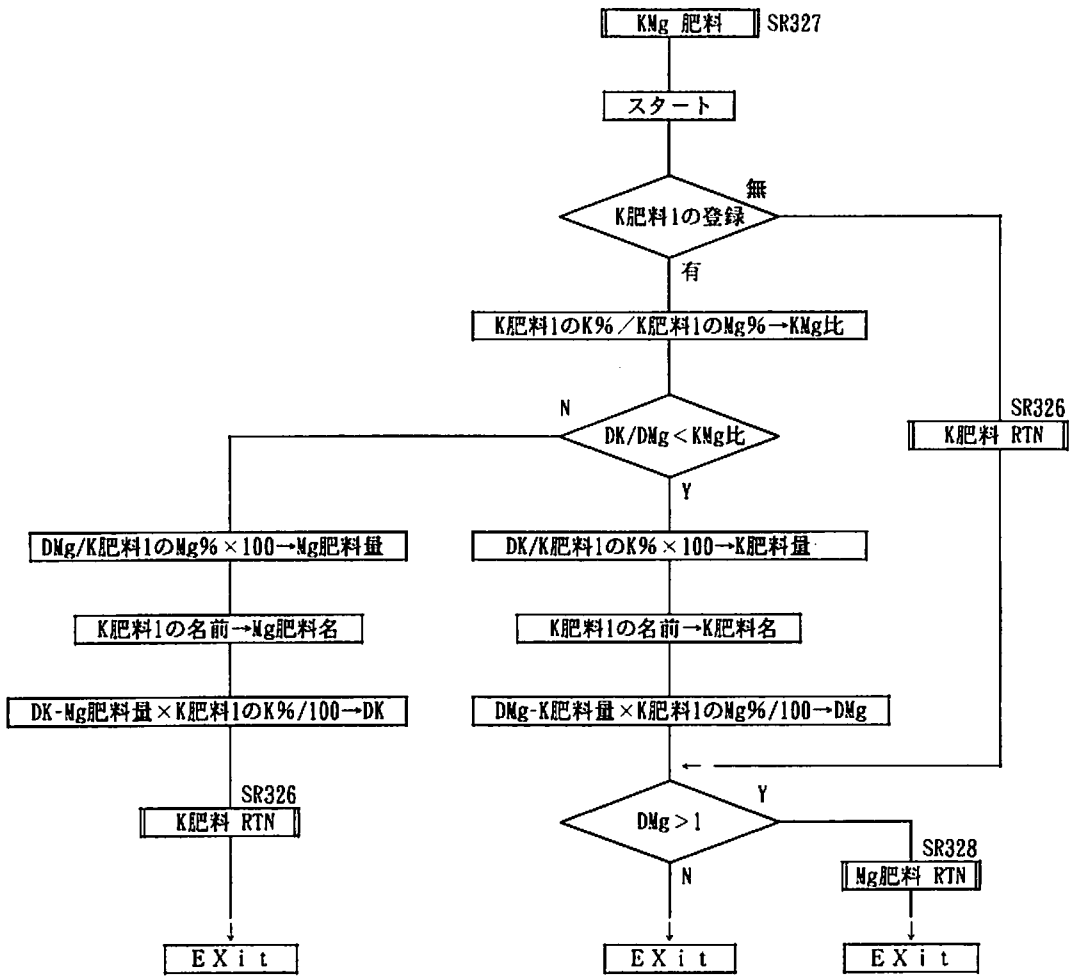 KMg 肥料 SR327
スタート
無
K肥料1の登録
有
K肥料1のK%/K肥料1のMg%→KMg比
N
DK/DMg<KMg比
SR326
K肥料 RTN
Y
DMg/K肥料1のMg%×100→Mg肥料量
DK/K肥料1のK%×100→K肥料量
K肥料1の名前→Mg肥料名
K肥料1の名前→K肥料名
DK-Mg肥料量×K肥料1のK%/100→DK
DMg-K肥料量×K肥料1のMg%/100→DMg
SR326
K肥料 RTN
Y
DMg>1
SR328
N
Mg肥料 RTN
EXit
EXit
EXit